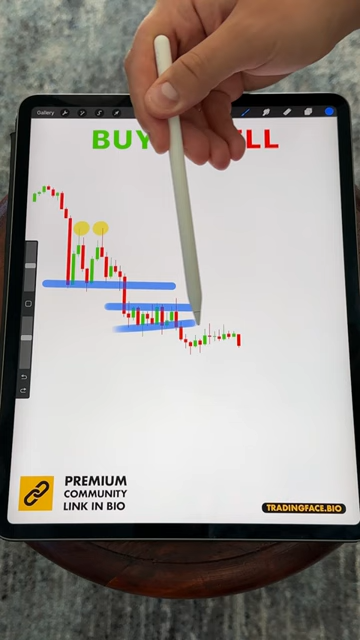 Gallery
BUY LL
PREMIUM
COMMUNITY
LINK IN BIO
TRADINGFACE.BIO